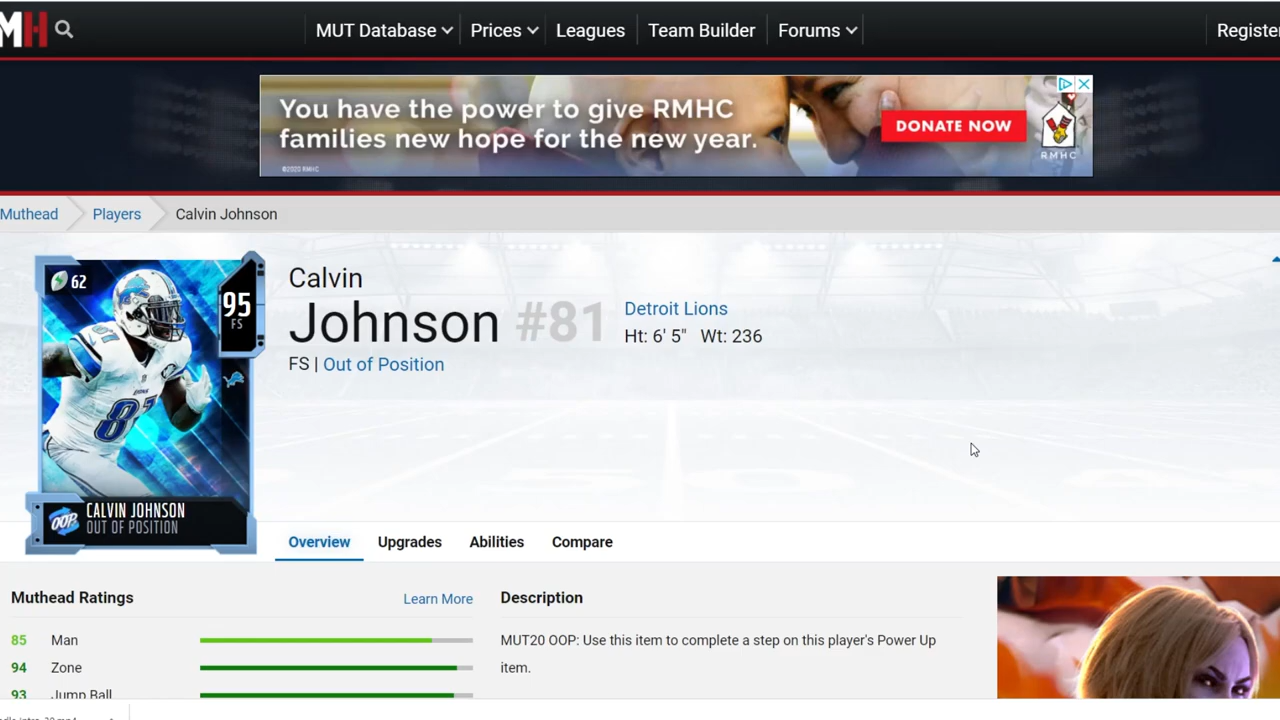 MH
MUT Database
Prices
Leagues
Team Builder
Forums
Registe
You have the power to give RMHC
families new hope for the new year.
DONATE NOW
RMHC
©2020 RMHC
Muthead
Players
Calvin Johnson
62
95
FS
81
CALVIN JOHNSON
OOP
OUT OF POSITION
Calvin
Johnson #81
Detroit Lions
Ht: 6' 5" Wt: 236
FS | Out of Position
Overview
Upgrades
Abilities
Compare
Muthead Ratings
Learn More
85 Man
94 Zone
93 Jump Ball
Description
MUT20 OOP: Use this item to complete a step on this player's Power Up
item.